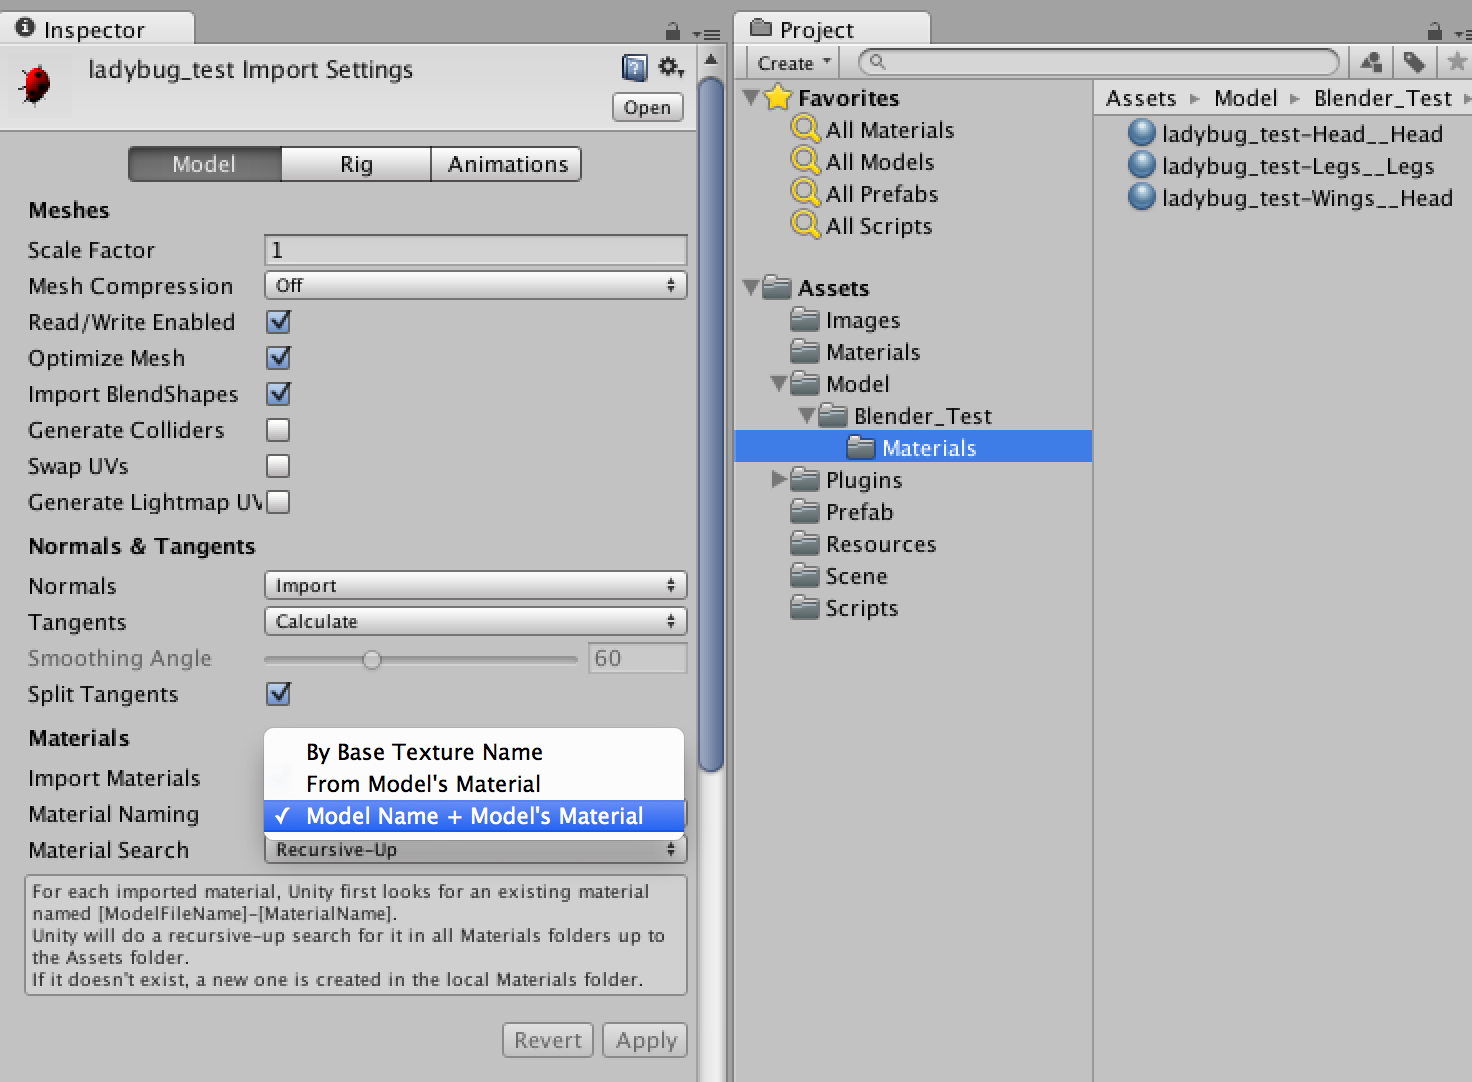 Inspector
ladybug_test Import Settings
Open
Model
Rig
Animations
Meshes
Scale Factor
1
Mesh Compression
Off
Read/Write Enabled
Optimize Mesh
Import BlendShapes
Generate Colliders
Swap UVs
Generate Lightmap UV
Normals & Tangents
Normals
Import
Tangents
Calculate
Smoothing Angle
60
Split Tangents
Materials
Import Materials
Material Naming
By Base Texture Name
From Model's Material
✓ Model Name + Model's Material
Material Search
Recursive-Up
For each imported material, Unity first looks for an existing material
named [ModelFileName]-[MaterialName].
Unity will do a recursive-up search for it in all Materials folders up to
the Assets folder.
If it doesn't exist, a new one is created in the local Materials folder.
Revert
Apply
Project
Create
Favorites
All Materials
All Models
All Prefabs
All Scripts
Assets
Images
Materials
Model
Blender_Test
Materials
Plugins
Prefab
Resources
Scene
Scripts
Assets ▸ Model ▸ Blender_Test ▸
ladybug_test-Head__Head
ladybug_test-Legs__Legs
ladybug_test-Wings__Head